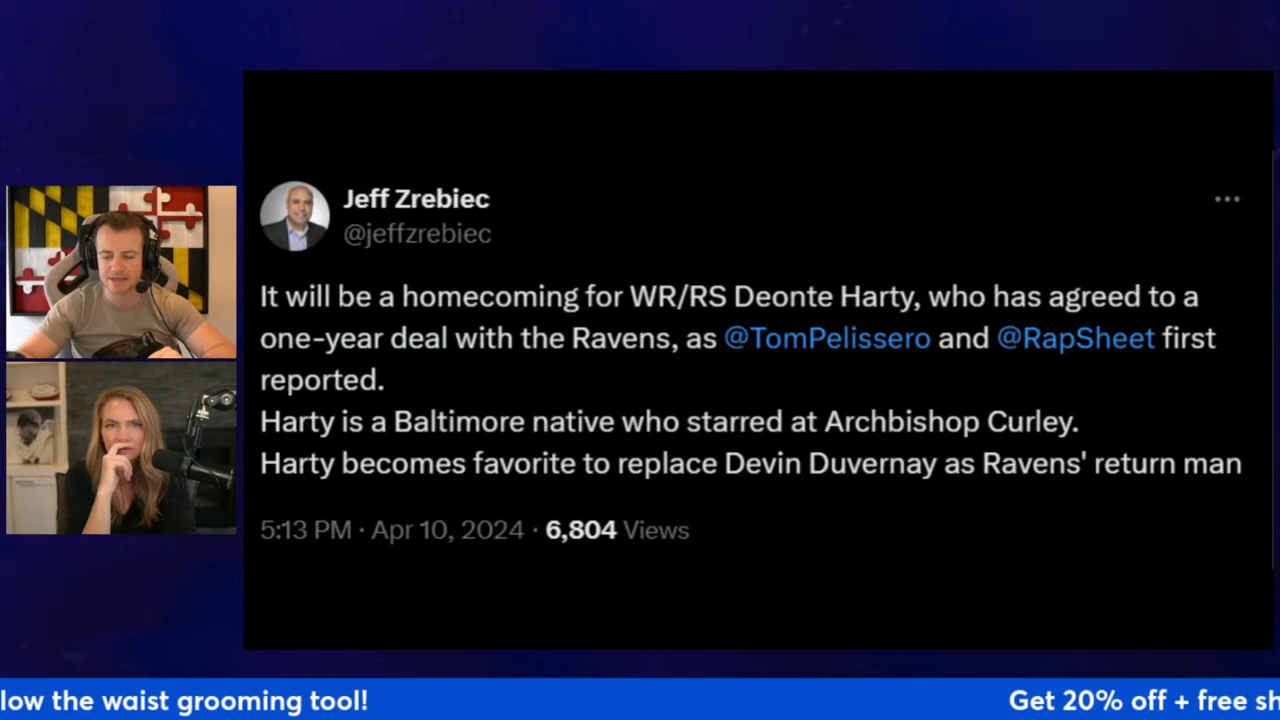 Jeff Zrebiec
@jeffzrebiec
It will be a homecoming for WR/RS Deonte Harty, who has agreed to a
one-year deal with the Ravens, as @TomPelissero and @RapSheet first
reported.
Harty is a Baltimore native who starred at Archbishop Curley.
Harty becomes favorite to replace Devin Duvernay as Ravens' return man
5:13 PM · Apr 10, 2024 · 6,804 Views
low the waist grooming tool! Get 20% off + free sh